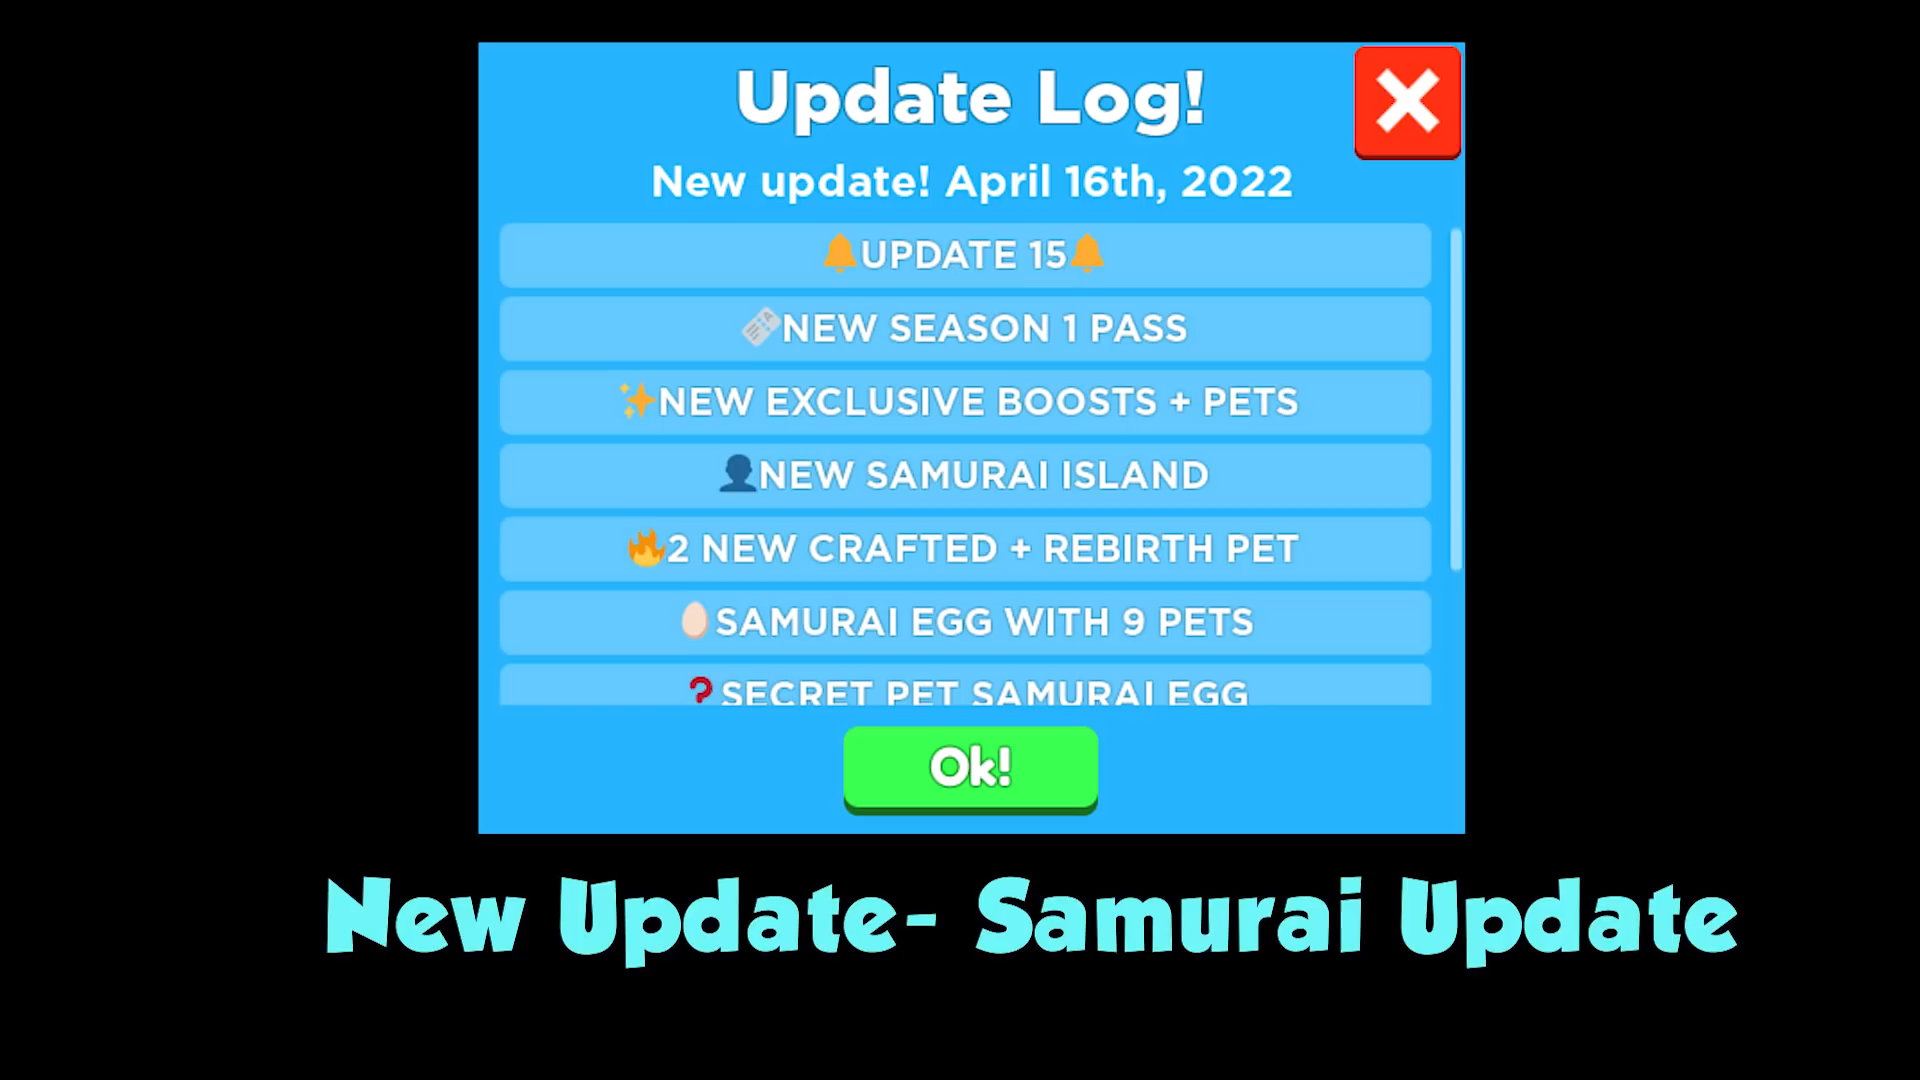 Update Log!
New update! April 16th, 2022
🔔UPDATE 15🔔
🎟️NEW SEASON 1 PASS
✨NEW EXCLUSIVE BOOSTS + PETS
👤NEW SAMURAI ISLAND
🔥2 NEW CRAFTED + REBIRTH PET
🥚SAMURAI EGG WITH 9 PETS
❓SECRET PET SAMURAI EGG
Ok!
New Update- Samurai Update